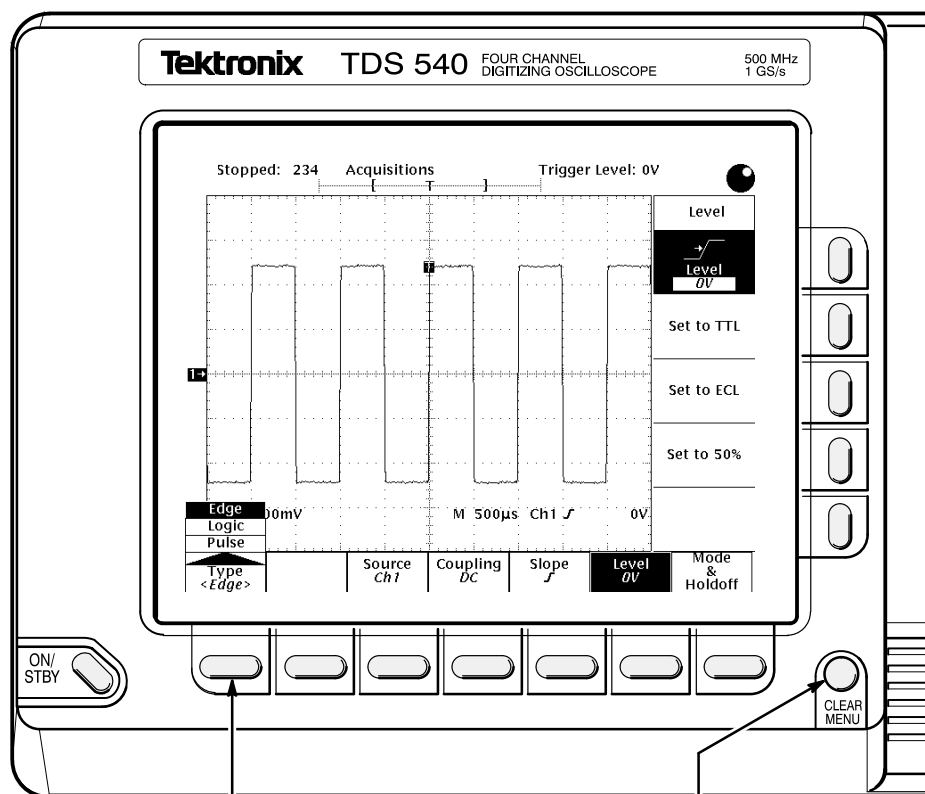 Tektronix TDS 540 FOUR CHANNEL DIGITIZING OSCILLOSCOPE 500 MHz 1 GS/s
Stopped: 234 Acquisitions Trigger Level: 0V
[ T ]
Level
T
Level
0V
Set to TTL
1→
Set to ECL
Set to 50%
Edge
Logic
Pulse
00mV M 500µs Ch1 0V
Type
<Edge>
Source
Ch1
Coupling
DC
Slope
Level
0V
Mode
&
Holdoff
ON/
STBY
CLEAR
MENU